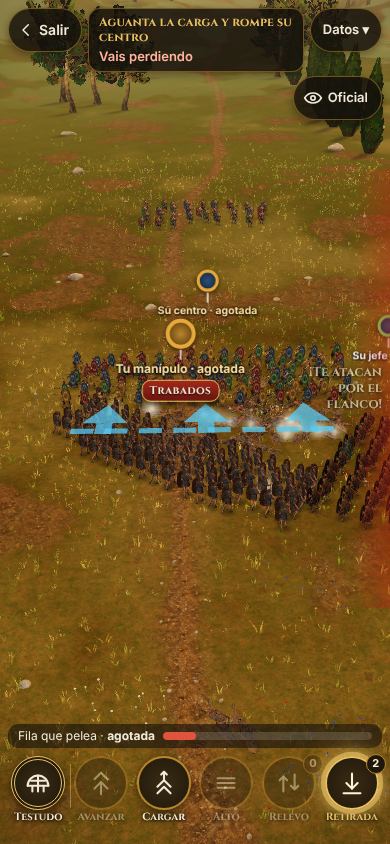 Salir
AGUANTA LA CARGA Y ROMPE SU
CENTRO
Vais perdiendo
Datos ▾
Oficial
Su centro · agotada
Tu manípulo · agotada
TRABADOS
Su jefe
¡TE ATACAN
POR EL
FLANCO!
Fila que pelea · agotada
0
2
TESTUDO
AVANZAR
CARGAR
ALTO
RELEVO
RETIRADA